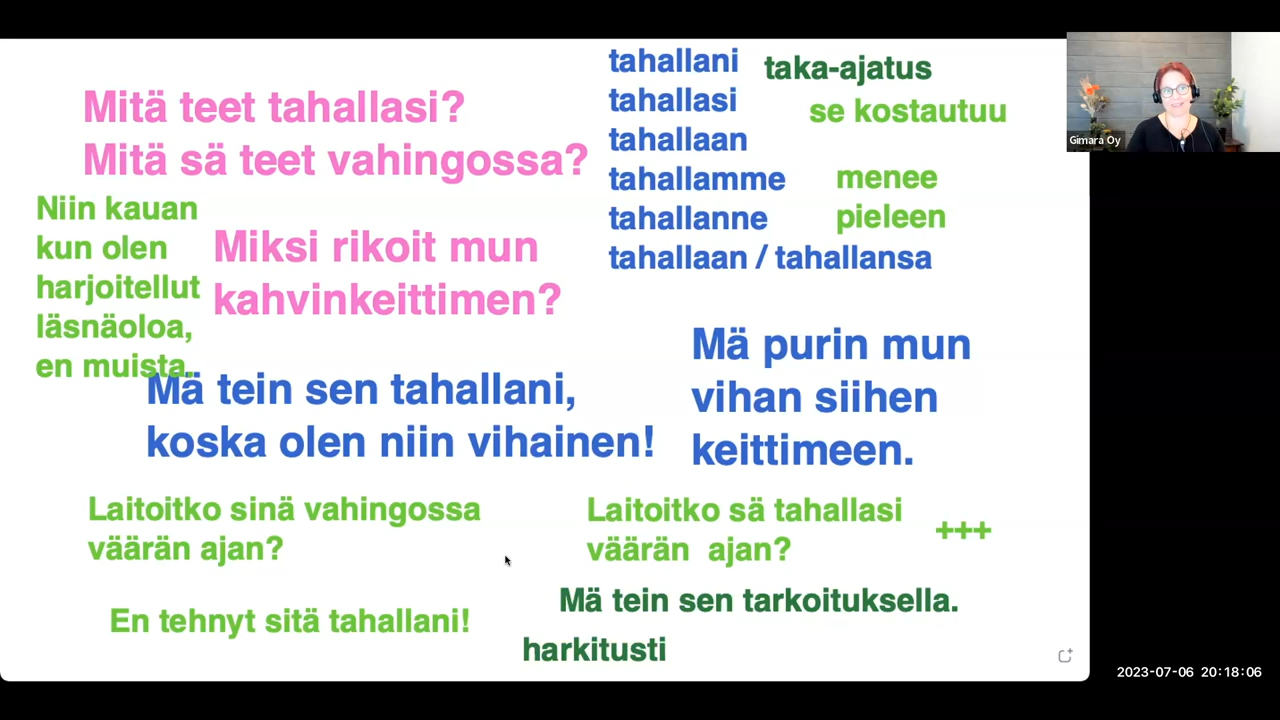 Mitä teet tahallasi?
Mitä sä teet vahingossa?
Niin kauan
kun olen
harjoitellut
läsnäoloa,
en muista..
Miksi rikoit mun
kahvinkeittimen?
tahallani
tahallasi
tahallaan
tahallamme
tahallanne
tahallaan / tahallansa
taka-ajatus
se kostautuu
menee
pieleen
Mä tein sen tahallani,
koska olen niin vihainen!
Mä purin mun
vihan siihen
keittimeen.
Laitoitko sinä vahingossa
väärän ajan?
Laitoitko sä tahallasi
väärän  ajan?
+++
En tehnyt sitä tahallani!
Mä tein sen tarkoituksella.
harkitusti
Gimara Oy
2023-07-06 20:18:06